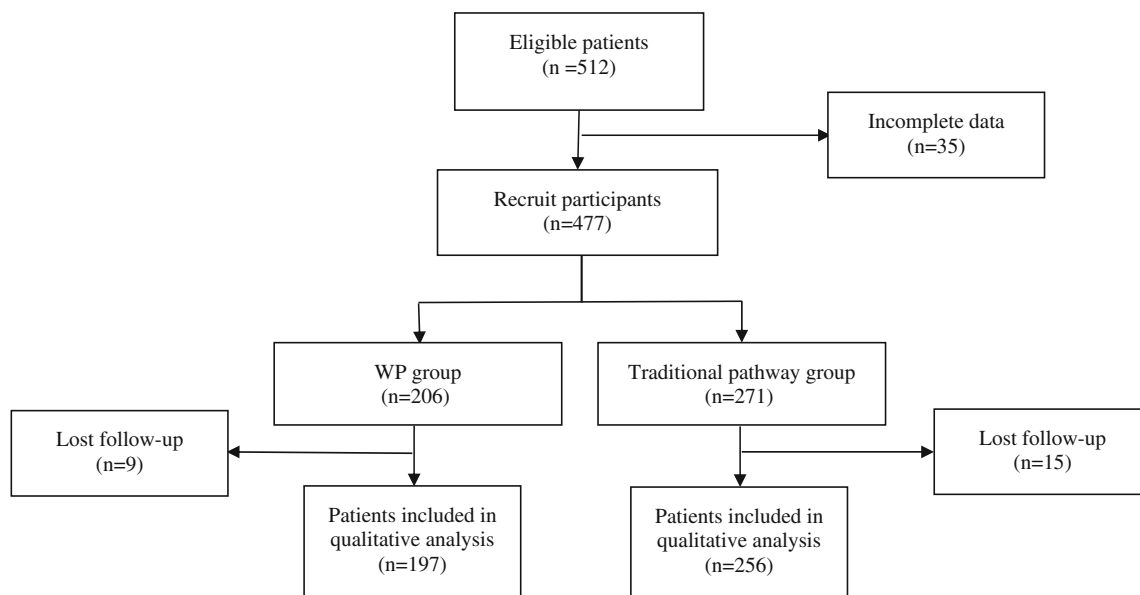 Eligible patients
(n =512)
Incomplete data
(n=35)
Recruit participants
(n=477)
WP group
(n=206)
Traditional pathway group
(n=271)
Lost follow-up
(n=9)
Lost follow-up
(n=15)
Patients included in
qualitative analysis
(n=197)
Patients included in
qualitative analysis
(n=256)